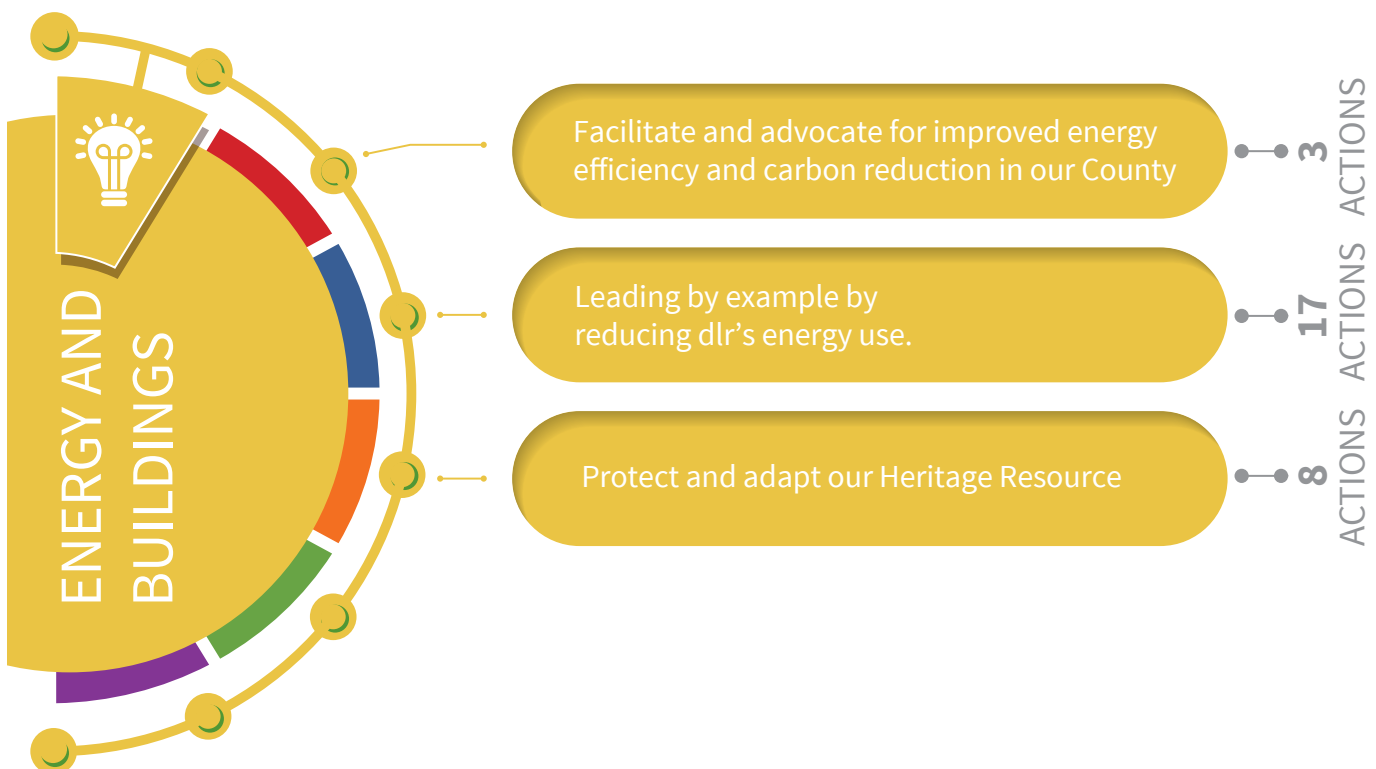 ENERGY AND
BUILDINGS
Facilitate and advocate for improved energy
efficiency and carbon reduction in our County
3
ACTIONS
Leading by example by
reducing dlr’s energy use.
17
ACTIONS
Protect and adapt our Heritage Resource
8
ACTIONS